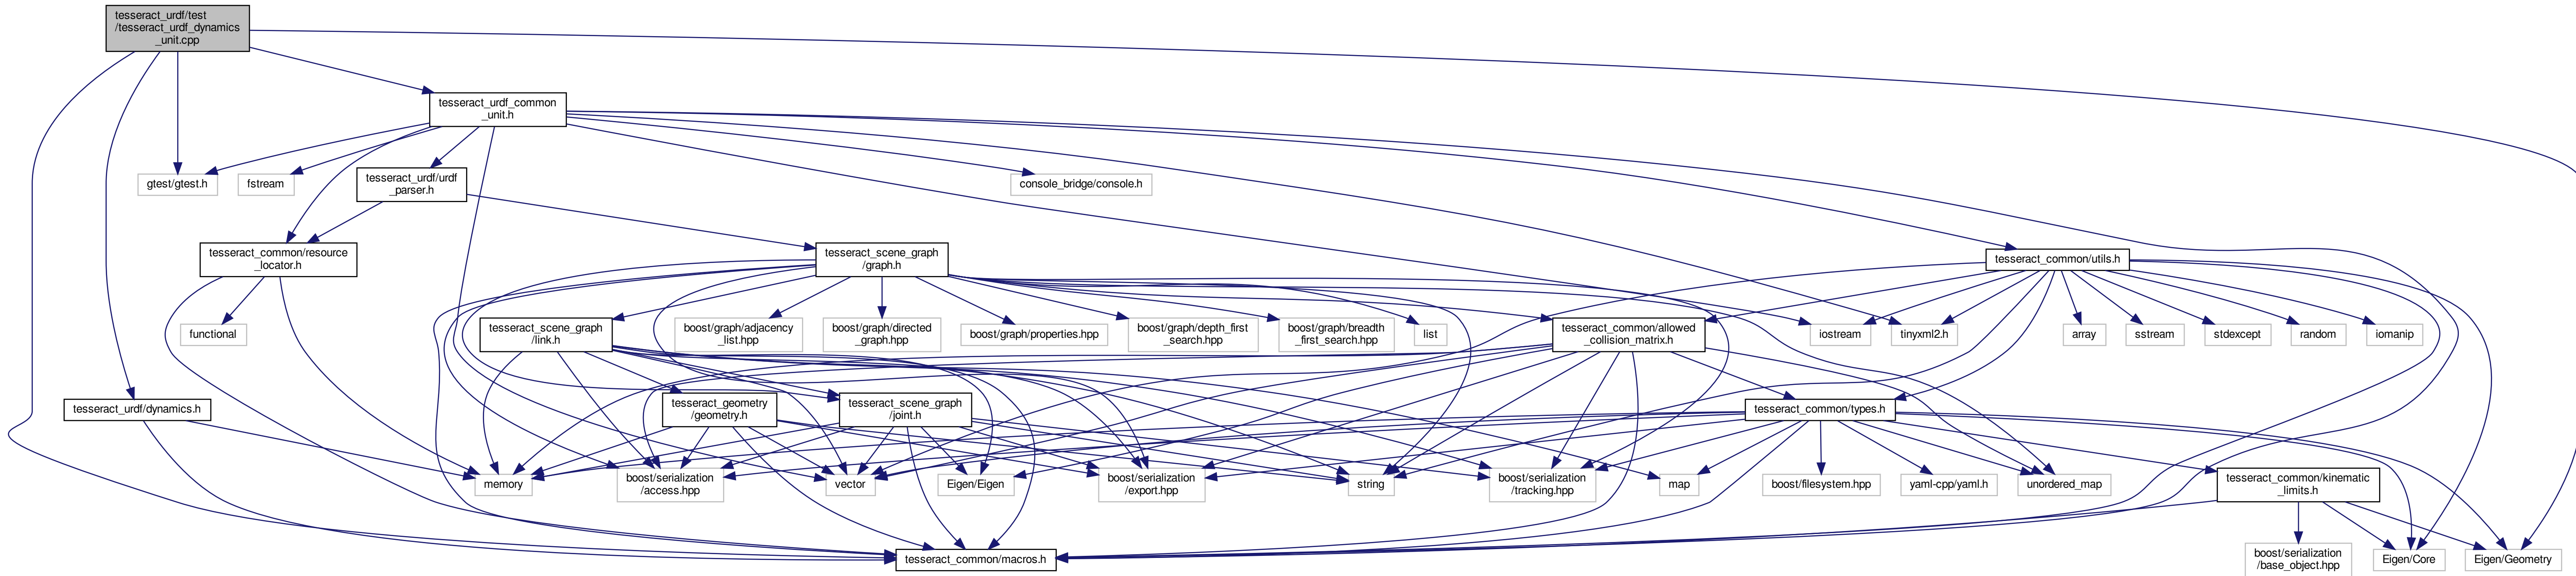 tesseract_urdf/test
/tesseract_urdf_dynamics
_unit.cpp
tesseract_urdf_common
_unit.h
gtest/gtest.h
fstream
tesseract_urdf/urdf
_parser.h
console_bridge/console.h
tesseract_common/resource
_locator.h
tesseract_scene_graph
/graph.h
tesseract_common/utils.h
functional
tesseract_scene_graph
/link.h
boost/graph/adjacency
_list.hpp
boost/graph/directed
_graph.hpp
boost/graph/properties.hpp
boost/graph/depth_first
_search.hpp
boost/graph/breadth
_first_search.hpp
list
tesseract_common/allowed
_collision_matrix.h
iostream
tinyxml2.h
array
sstream
stdexcept
random
iomanip
tesseract_urdf/dynamics.h
tesseract_geometry
/geometry.h
tesseract_scene_graph
/joint.h
tesseract_common/types.h
memory
boost/serialization
/access.hpp
vector
Eigen/Eigen
boost/serialization
/export.hpp
string
boost/serialization
/tracking.hpp
map
boost/filesystem.hpp
yaml-cpp/yaml.h
unordered_map
tesseract_common/kinematic
_limits.h
tesseract_common/macros.h
boost/serialization
/base_object.hpp
Eigen/Core
Eigen/Geometry